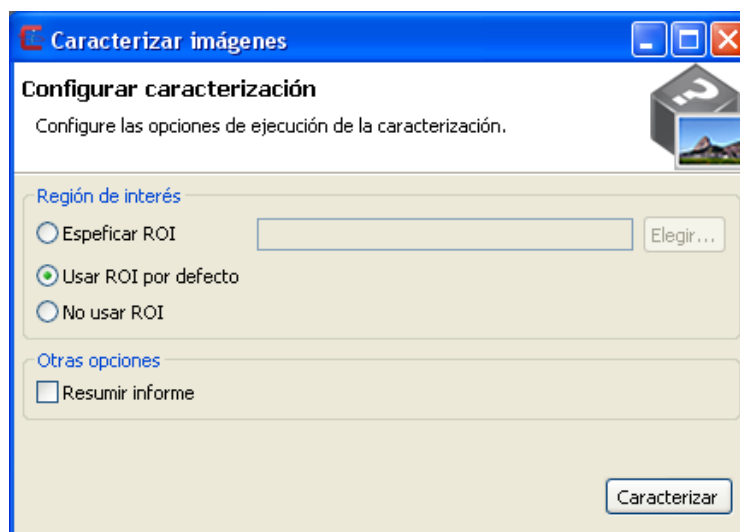 Caracterizar imágenes
Configurar caracterización
Configure las opciones de ejecución de la caracterización.
Región de interés
Espeficar ROI
Elegir...
Usar ROI por defecto
No usar ROI
Otras opciones
Resumir informe
Caracterizar